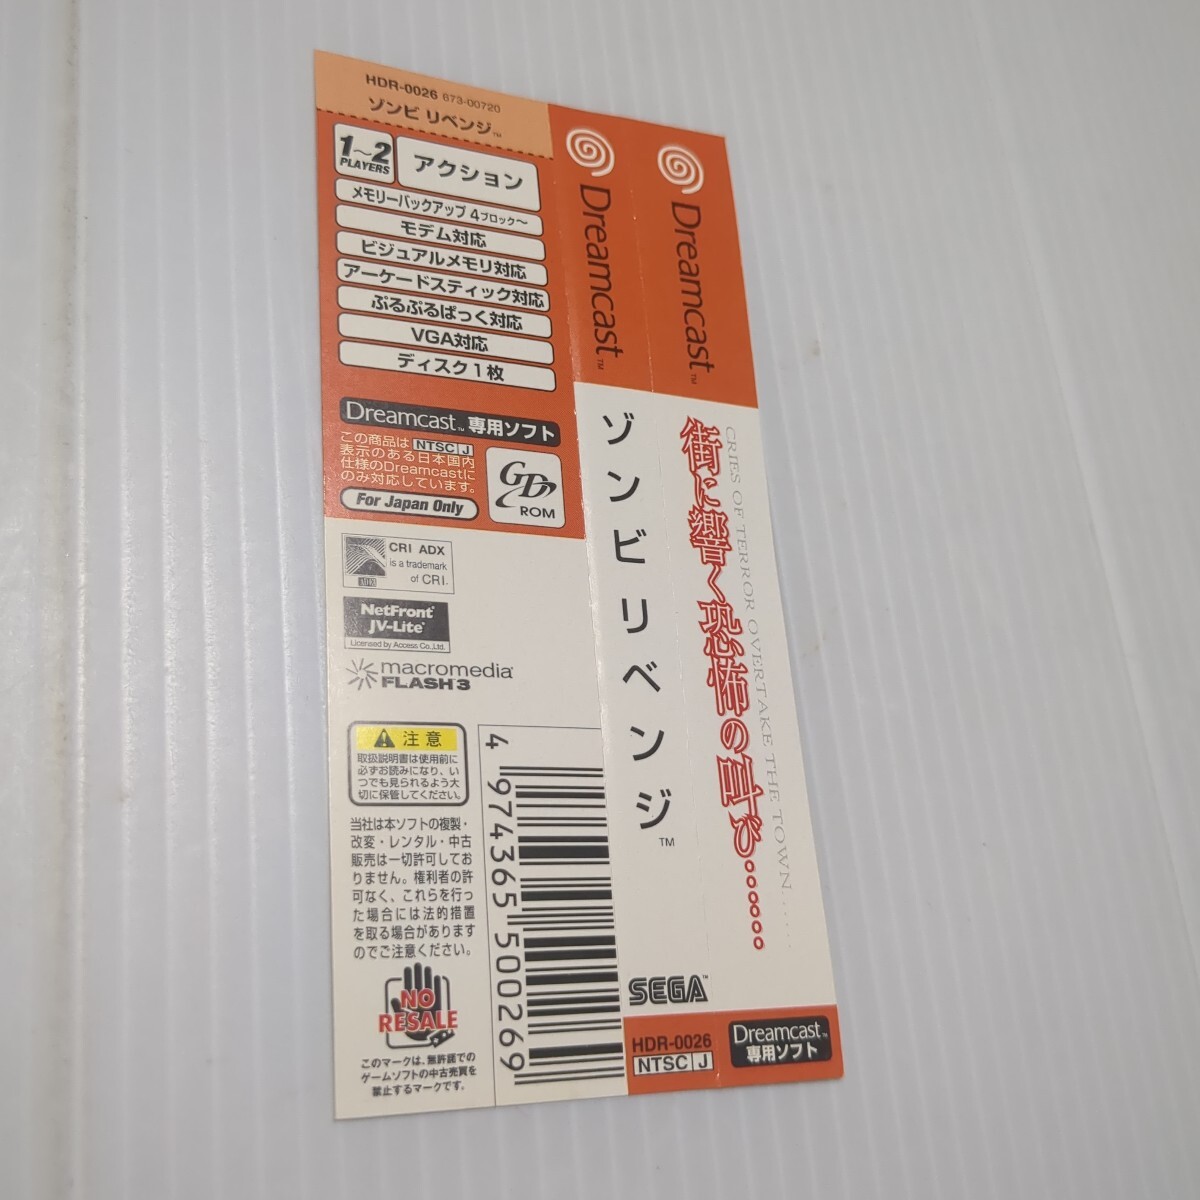 HDR-0026 673-00720
ゾンビ リベンジ™
1~2
PLAYERS
アクション
メモリーバックアップ 4ブロック〜
モデム対応
ビジュアルメモリ対応
アーケードスティック対応
ぷるぷるぱっく対応
VGA対応
ディスク1枚
Dreamcast™ 専用ソフト
この商品は NTSC J
表示のある日本国内
仕様のDreamcastに
のみ対応しています。
For Japan Only
GD
ROM
CRI ADX
is a trademark
of CRI.
ADX
NetFront®
JV-Lite®
Licensed by Access Co.,Ltd.
macromedia®
FLASH™3
注意
取扱説明書は使用前に
必ずお読みになり、い
つでも見られるよう大
切に保管してください。
当社は本ソフトの複製・
改変・レンタル・中古
販売は一切許可してお
りません。権利者の許
可なく、これらを行っ
た場合には法的措置
を取る場合があります
のでご注意ください。
NO
RESALE
このマークは、無許諾での
ゲームソフトの中古売買を
禁止するマークです。
4 974365 500269
Dreamcast™
ゾンビリベンジ™
Dreamcast™
CRIES OF TERROR OVERTAKE THE TOWN......
街に響く恐怖の叫び……
SEGA™
HDR-0026
NTSC J
Dreamcast™
専用ソフト